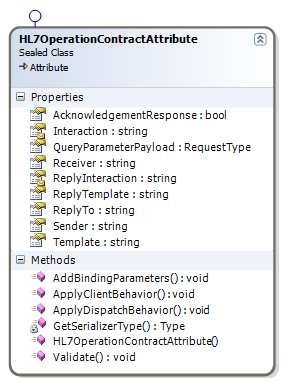 HL7OperationContractAttribute
Sealed Class
Attribute
Properties
AcknowledgementResponse : bool
Interaction : string
QueryParameterPayload : RequestType
Receiver : string
ReplyInteraction : string
ReplyTemplate : string
ReplyTo : string
Sender : string
Template : string
Methods
AddBindingParameters() : void
ApplyClientBehavior() : void
ApplyDispatchBehavior() : void
GetSerializerType() : Type
HL7OperationContractAttribute()
Validate() : void